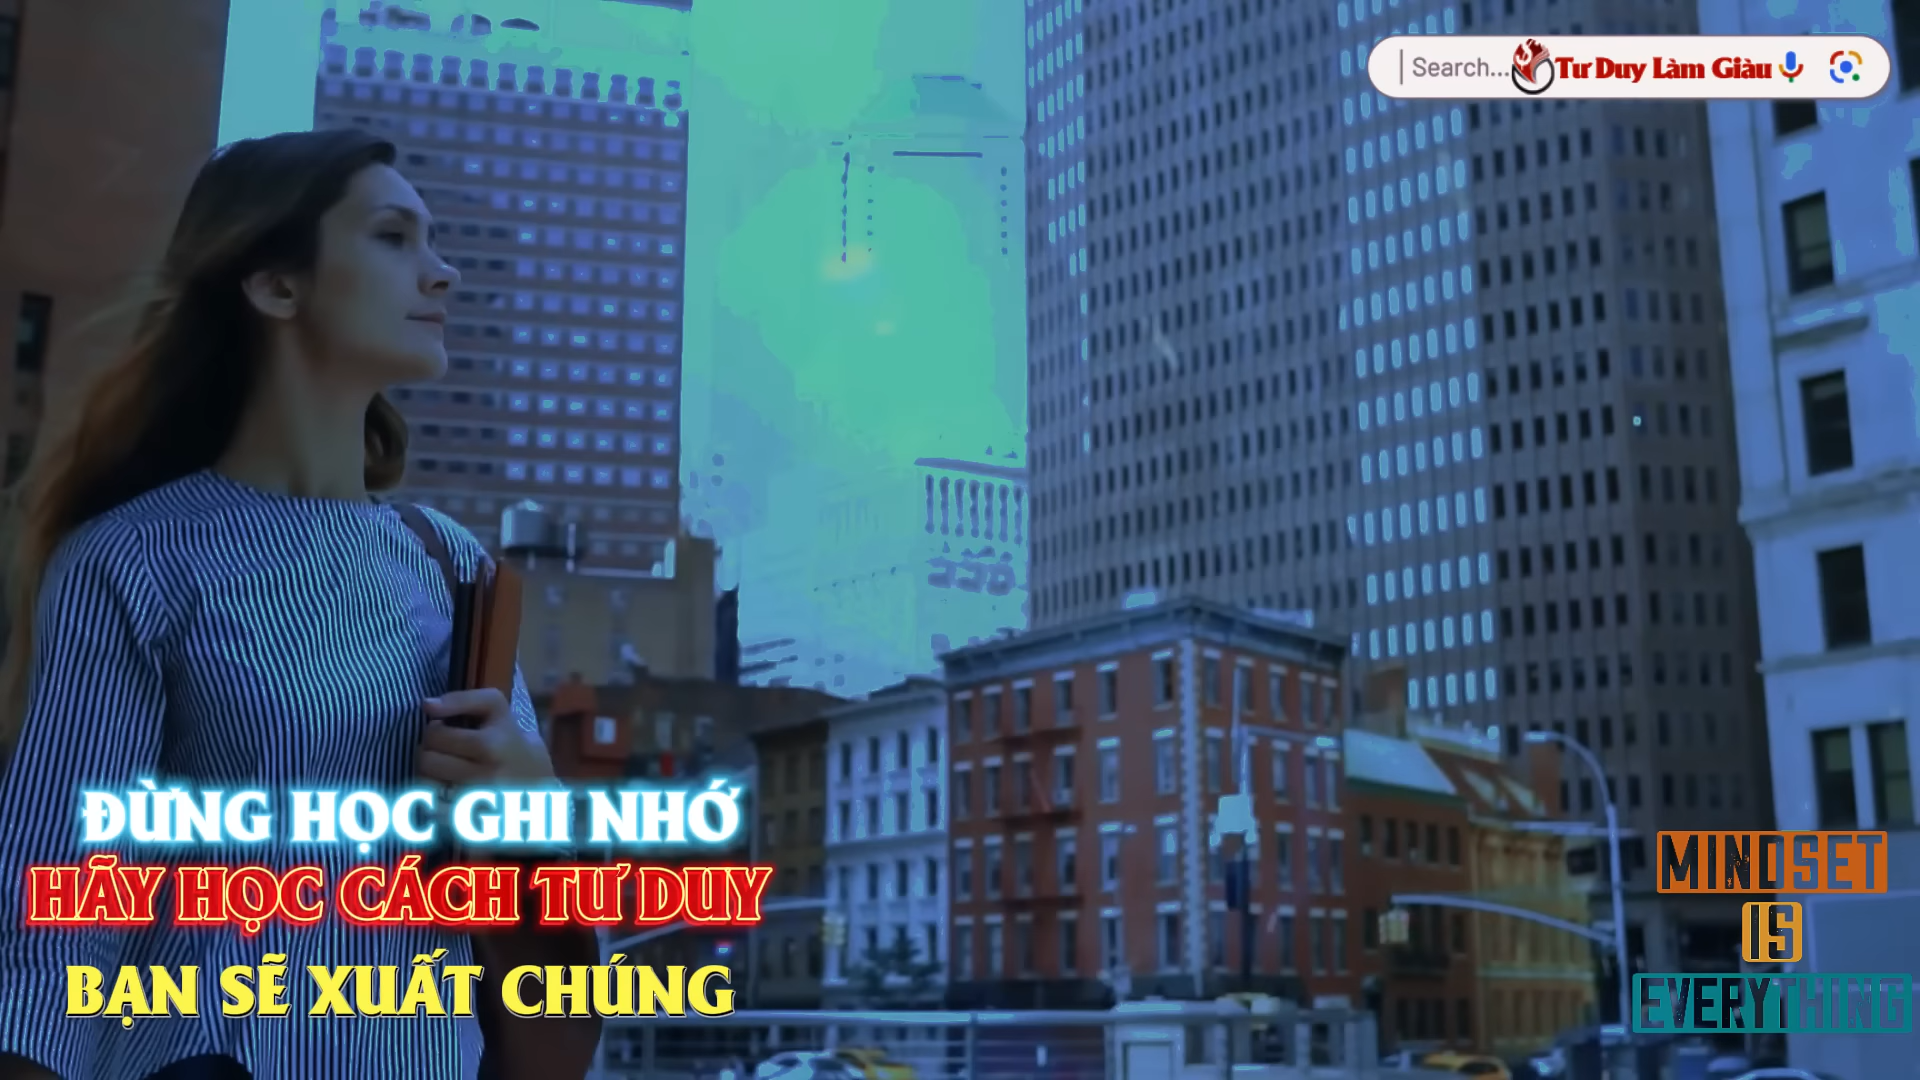 Search... Tư Duy Làm Giàu
ĐỪNG HỌC GHI NHỚ
HÃY HỌC CÁCH TƯ DUY
BẠN SẼ XUẤT CHÚNG
MINDSET
IS
EVERYTHING